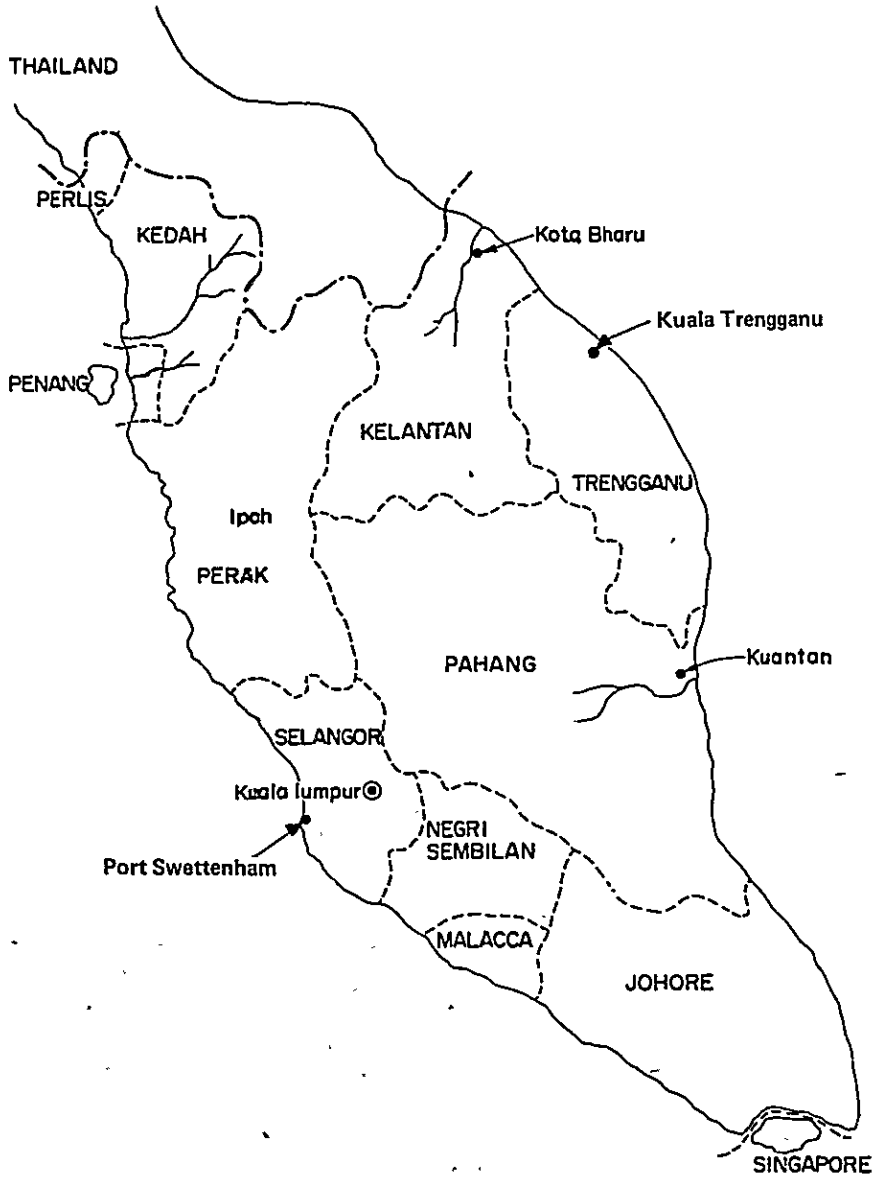 THAILAND
PERLIS
KEDAH
Kota Bharu
Kuala Trengganu
PENANG
KELANTAN
TRENGGANU
Ipoh
PERAK
PAHANG
Kuantan
SELANGOR
Kuala lumpur
NEGRI
SEMBILAN
Port Swettenham
MALACCA
JOHORE
SINGAPORE